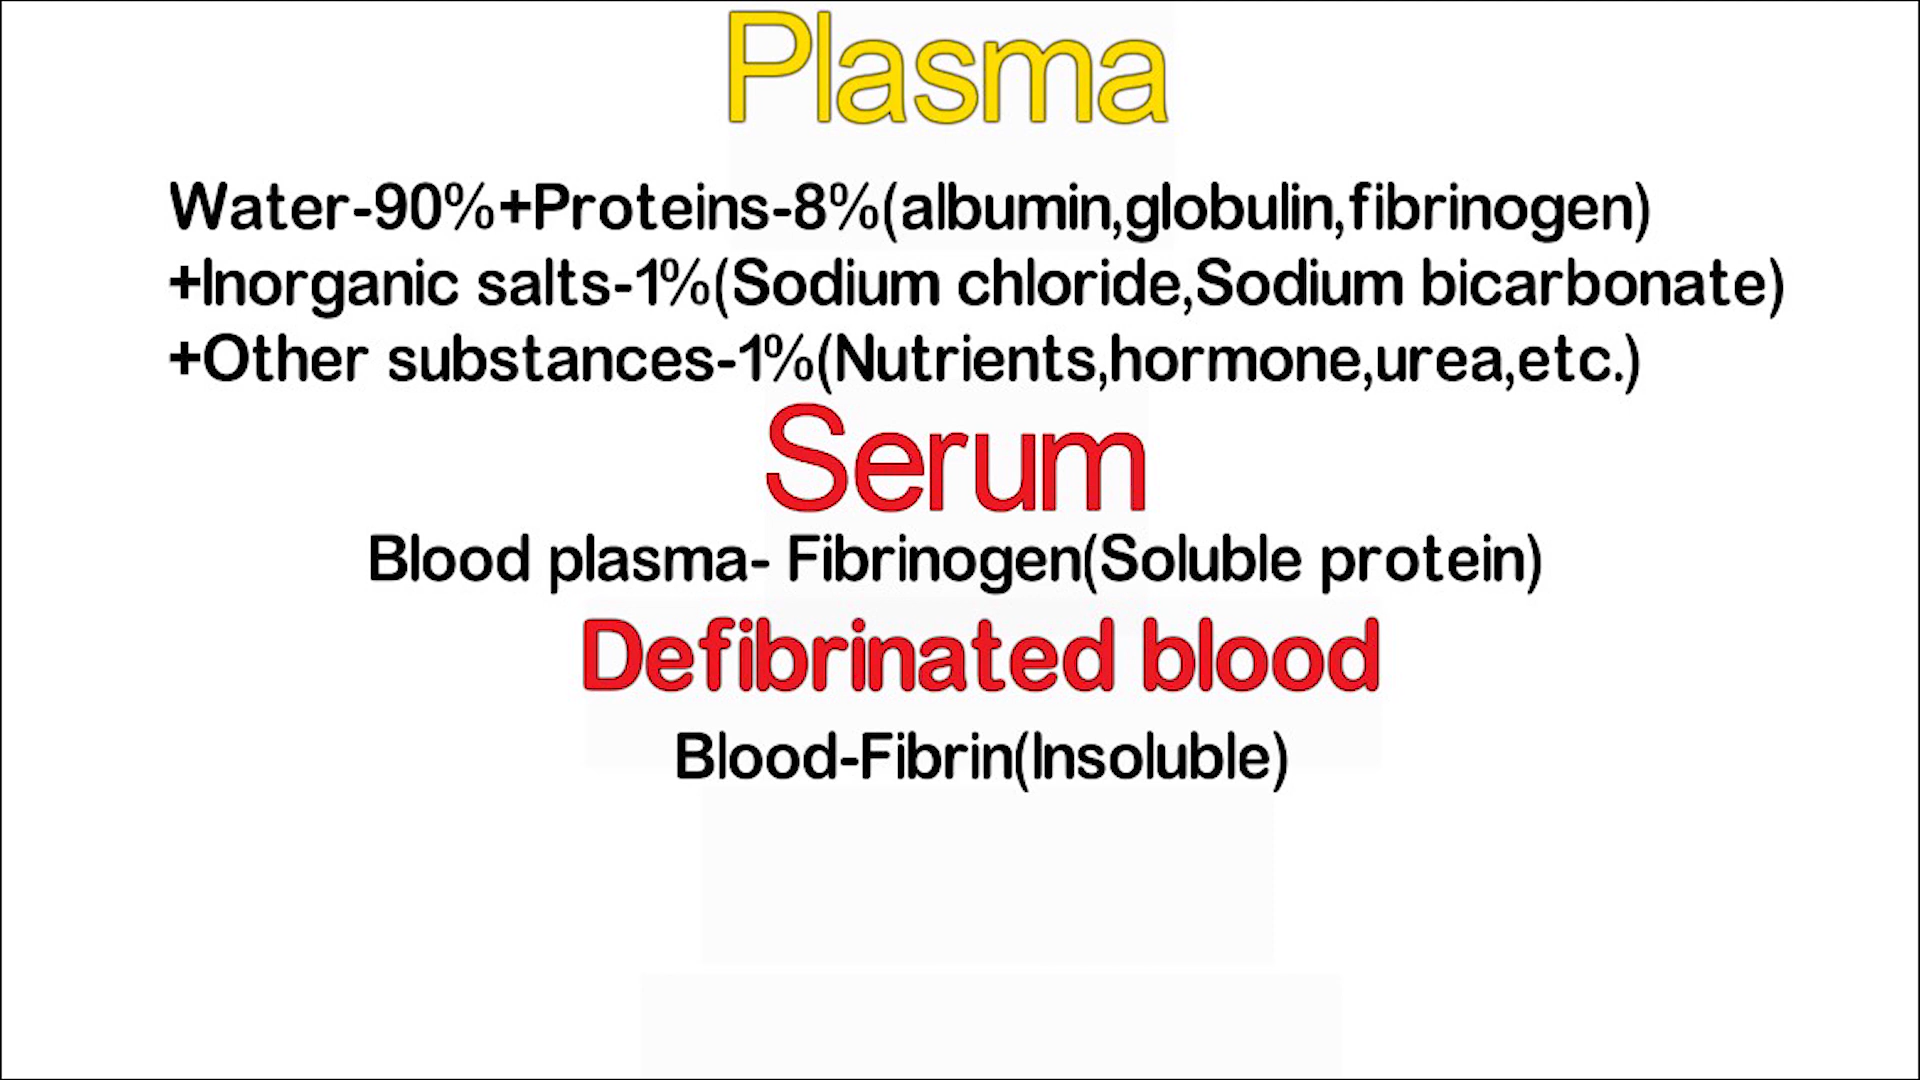 Plasma
Water-90%+Proteins-8%(albumin,globulin,fibrinogen)
+Inorganic salts-1%(Sodium chloride,Sodium bicarbonate)
+Other substances-1%(Nutrients,hormone,urea,etc.)
Serum
Blood plasma- Fibrinogen(Soluble protein)
Defibrinated blood
Blood-Fibrin(Insoluble)